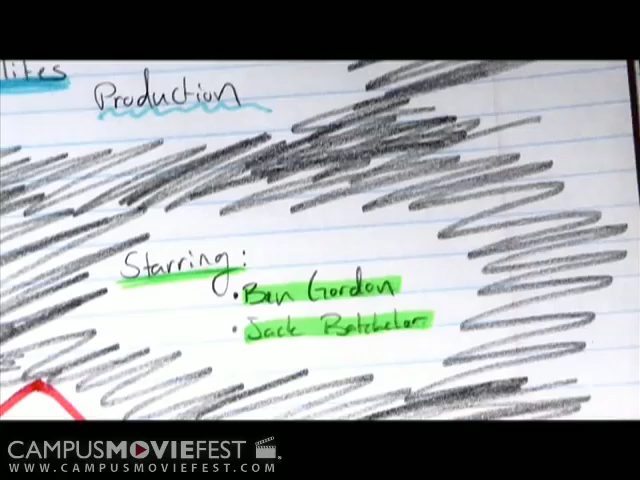 Production
Starring:
• Ben Gordon
• Jack Batchelor
CAMPUSMOVIEFEST
WWW.CAMPUSMOVIEFEST.COM